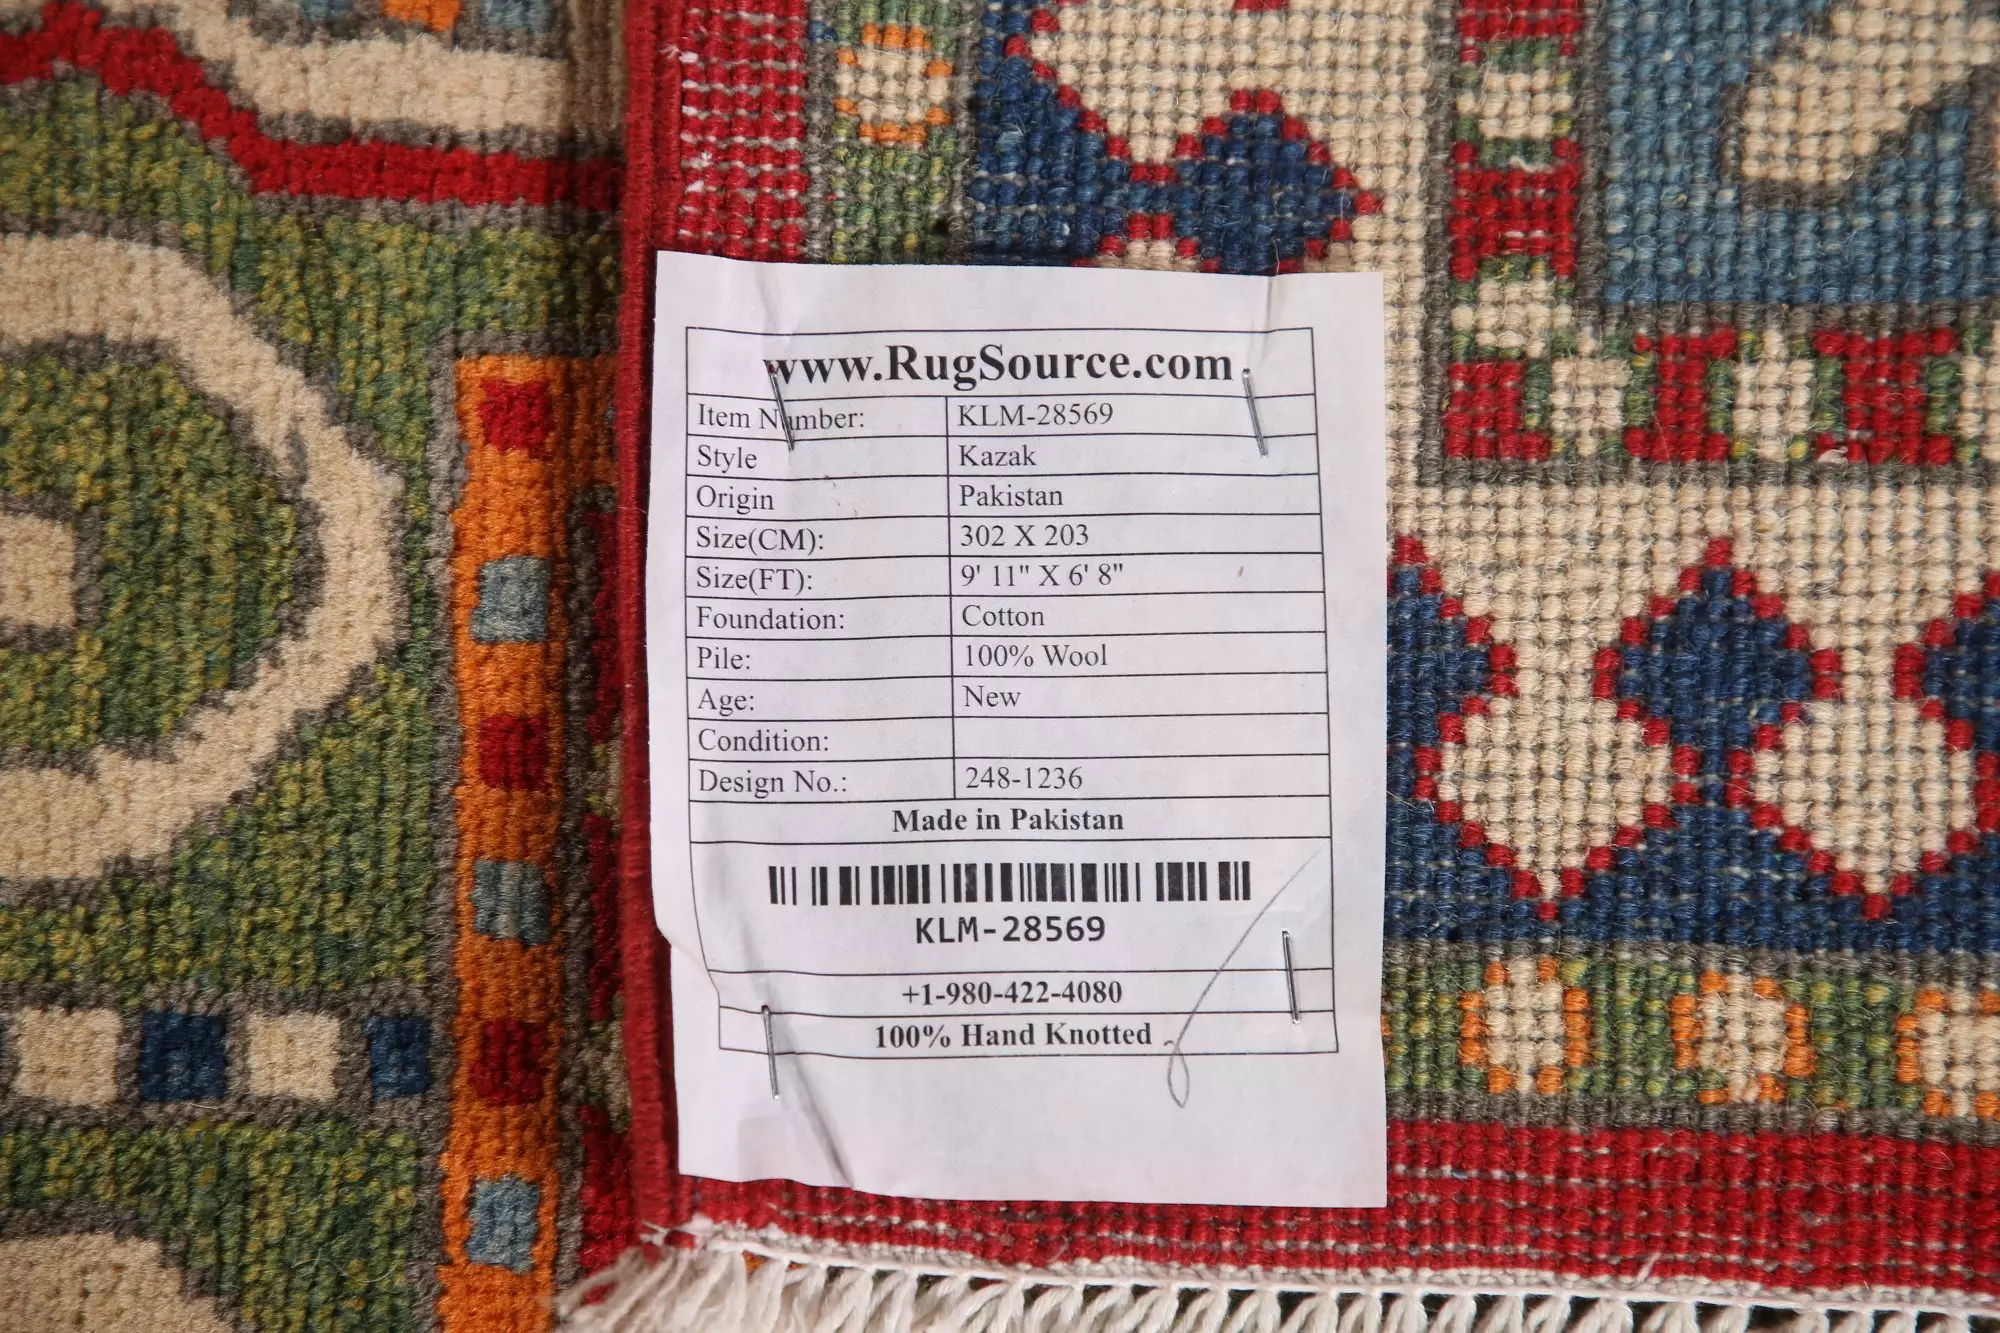 www.RugSource.com
Item Number: KLM-28569
Style Kazak
Origin Pakistan
Size(CM): 302 X 203
Size(FT): 9' 11" X 6' 8"
Foundation: Cotton
Pile: 100% Wool
Age: New
Condition:
Design No.: 248-1236
Made in Pakistan
KLM-28569
+1-980-422-4080
100% Hand Knotted